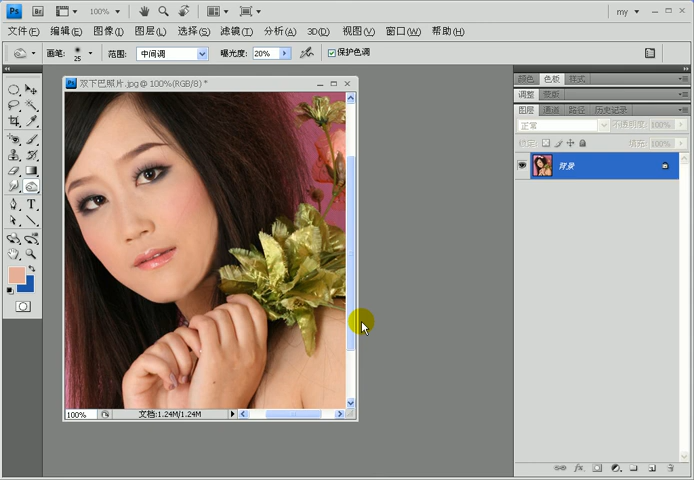 Ps Br 100% my
文件(F) 编辑(E) 图像(I) 图层(L) 选择(S) 滤镜(T) 分析(A) 3D(D) 视图(V) 窗口(W) 帮助(H)
画笔: 25 范围: 中间调 曝光度: 20% 保护色调
双下巴照片.jpg @ 100%(RGB/8) *
颜色 色板 样式
调整 蒙版
图层 通道 路径 历史记录
正常 不透明度: 100%
锁定: 填充: 100%
背景
T
100% 文档:1.24M/1.24M
fx